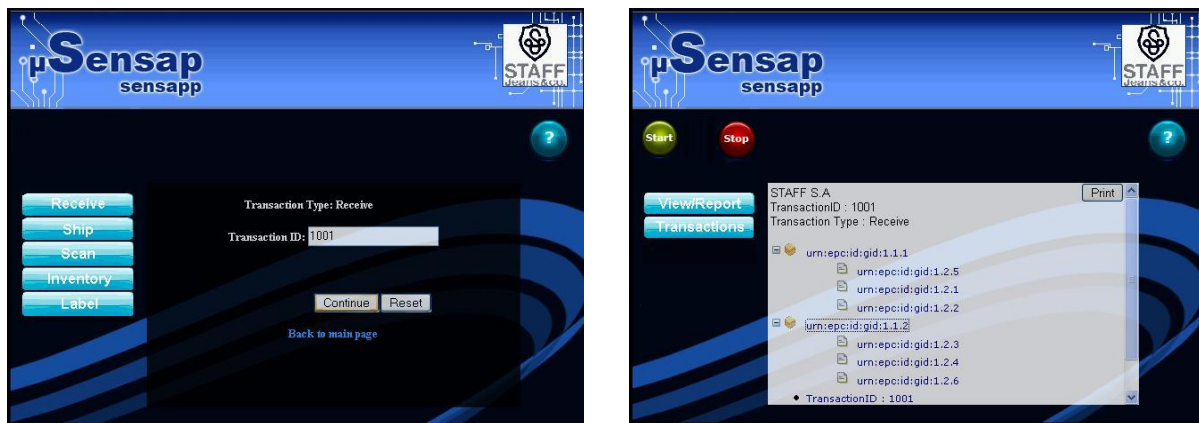 μSensap
sensapp
STAFF
Jeans & co.
?
Receive
Ship
Scan
Inventory
Label
Transaction Type: Receive
Transaction ID: 1001
Continue Reset
Back to main page
μSensap
sensapp
STAFF
Jeans & co.
Start Stop ?
View/Report
Transactions
STAFF S.A
Print
TransactionID : 1001
Transaction Type : Receive
urn:epc:id:gid:1.1.1
urn:epc:id:gid:1.2.5
urn:epc:id:gid:1.2.1
urn:epc:id:gid:1.2.2
urn:epc:id:gid:1.1.2
urn:epc:id:gid:1.2.3
urn:epc:id:gid:1.2.4
urn:epc:id:gid:1.2.6
TransactionID : 1001